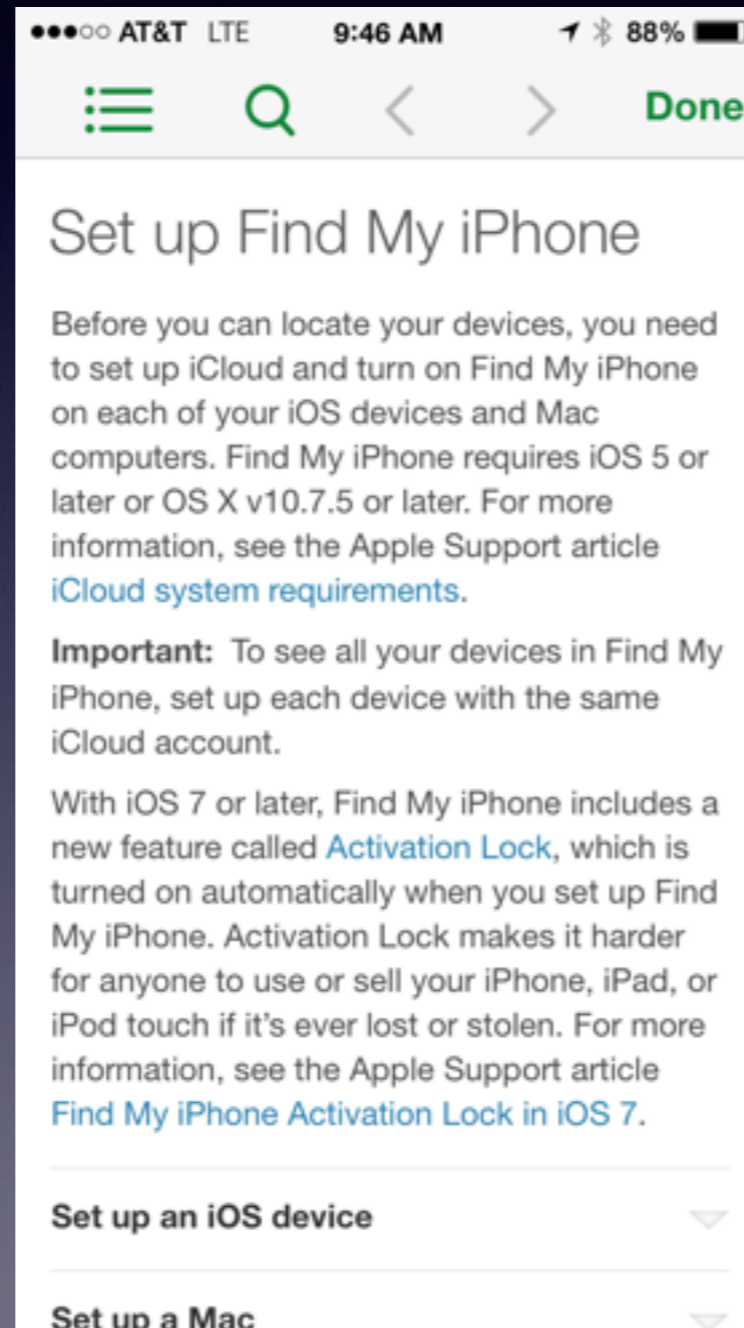 AT&T LTE 9:46 AM 88%
Done
Set up Find My iPhone
Before you can locate your devices, you need
to set up iCloud and turn on Find My iPhone
on each of your iOS devices and Mac
computers. Find My iPhone requires iOS 5 or
later or OS X v10.7.5 or later. For more
information, see the Apple Support article
iCloud system requirements.
Important: To see all your devices in Find My
iPhone, set up each device with the same
iCloud account.
With iOS 7 or later, Find My iPhone includes a
new feature called Activation Lock, which is
turned on automatically when you set up Find
My iPhone. Activation Lock makes it harder
for anyone to use or sell your iPhone, iPad, or
iPod touch if it's ever lost or stolen. For more
information, see the Apple Support article
Find My iPhone Activation Lock in iOS 7.
Set up an iOS device
Set up a Mac